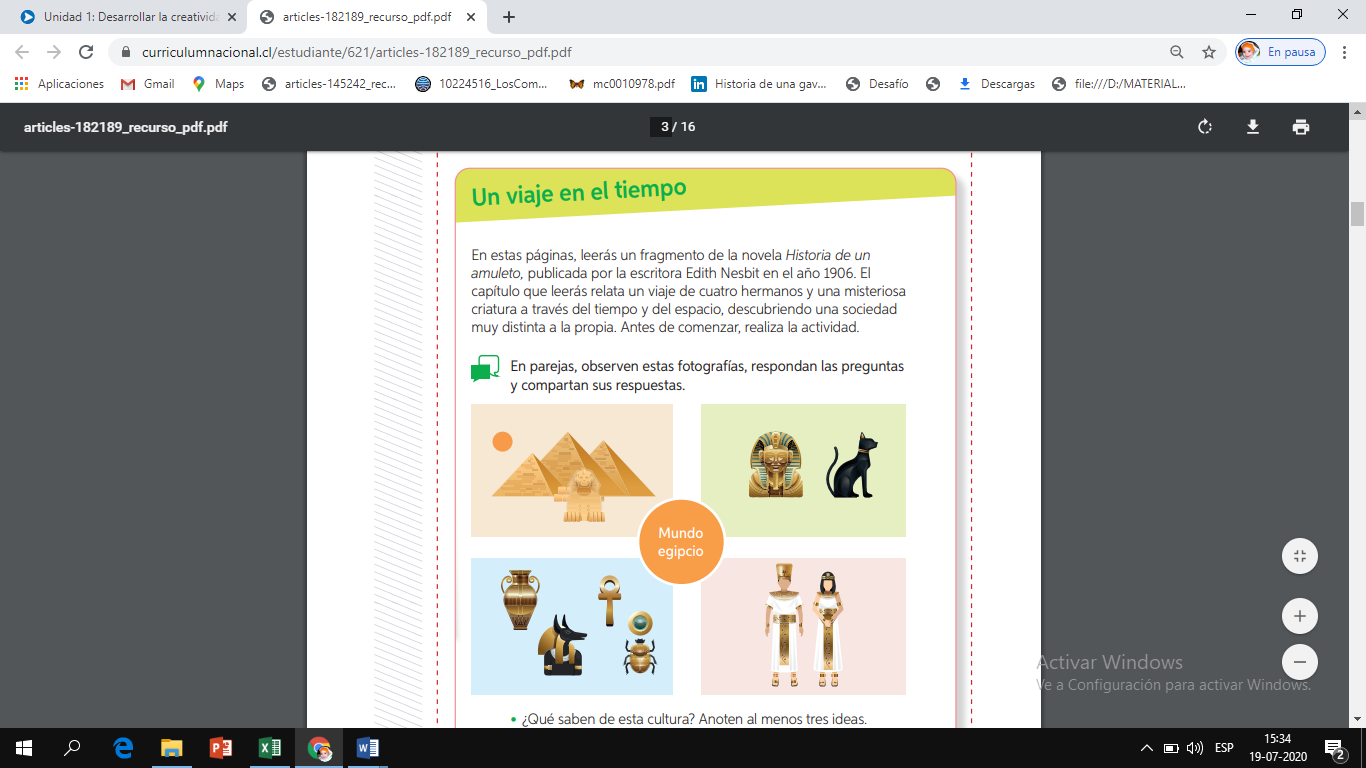 Unidad 1: Desarrollar la creativida
articles-182189_recurso_pdf.pdf
curriculumnacional.cl/estudiante/621/articles-182189_recurso_pdf.pdf
En pausa
Aplicaciones
Gmail
Maps
articles-145242_rec...
10224516_LosCom...
mc0010978.pdf
Historia de una gav...
Desafío
Descargas
file:///D:/MATERIAL...
articles-182189_recurso_pdf.pdf
3 / 16
Un viaje en el tiempo
En estas páginas, leerás un fragmento de la novela Historia de un
amuleto, publicada por la escritora Edith Nesbit en el año 1906. El
capítulo que leerás relata un viaje de cuatro hermanos y una misteriosa
criatura a través del tiempo y del espacio, descubriendo una sociedad
muy distinta a la propia. Antes de comenzar, realiza la actividad.
En parejas, observen estas fotografías, respondan las preguntas
y compartan sus respuestas.
Mundo
egipcio
• ¿Qué saben de esta cultura? Anoten al menos tres ideas.
Activar Windows
Ve a Configuración para activar Windows.
ESP
15:34
19-07-2020
2